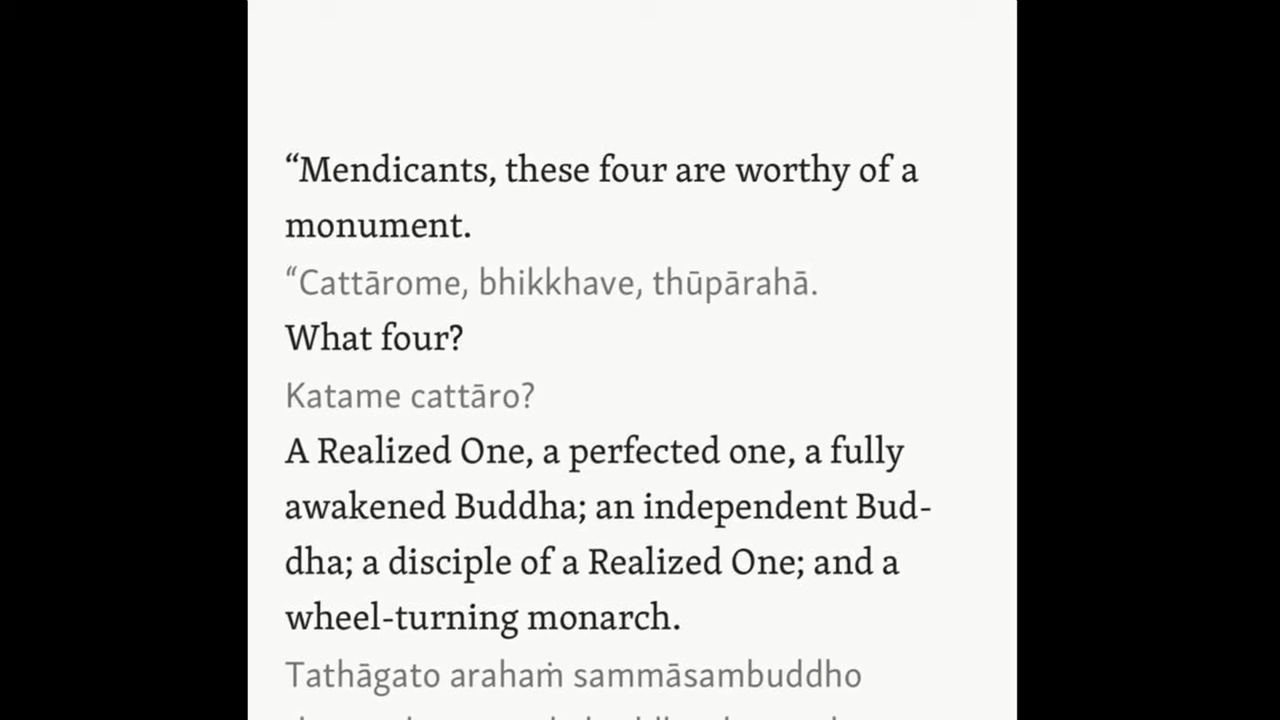 “Mendicants, these four are worthy of a
monument.
“Cattārome, bhikkhave, thūpārahā.
What four?
Katame cattāro?
A Realized One, a perfected one, a fully
awakened Buddha; an independent Bud-
dha; a disciple of a Realized One; and a
wheel-turning monarch.
Tathāgato arahaṁ sammāsambuddho